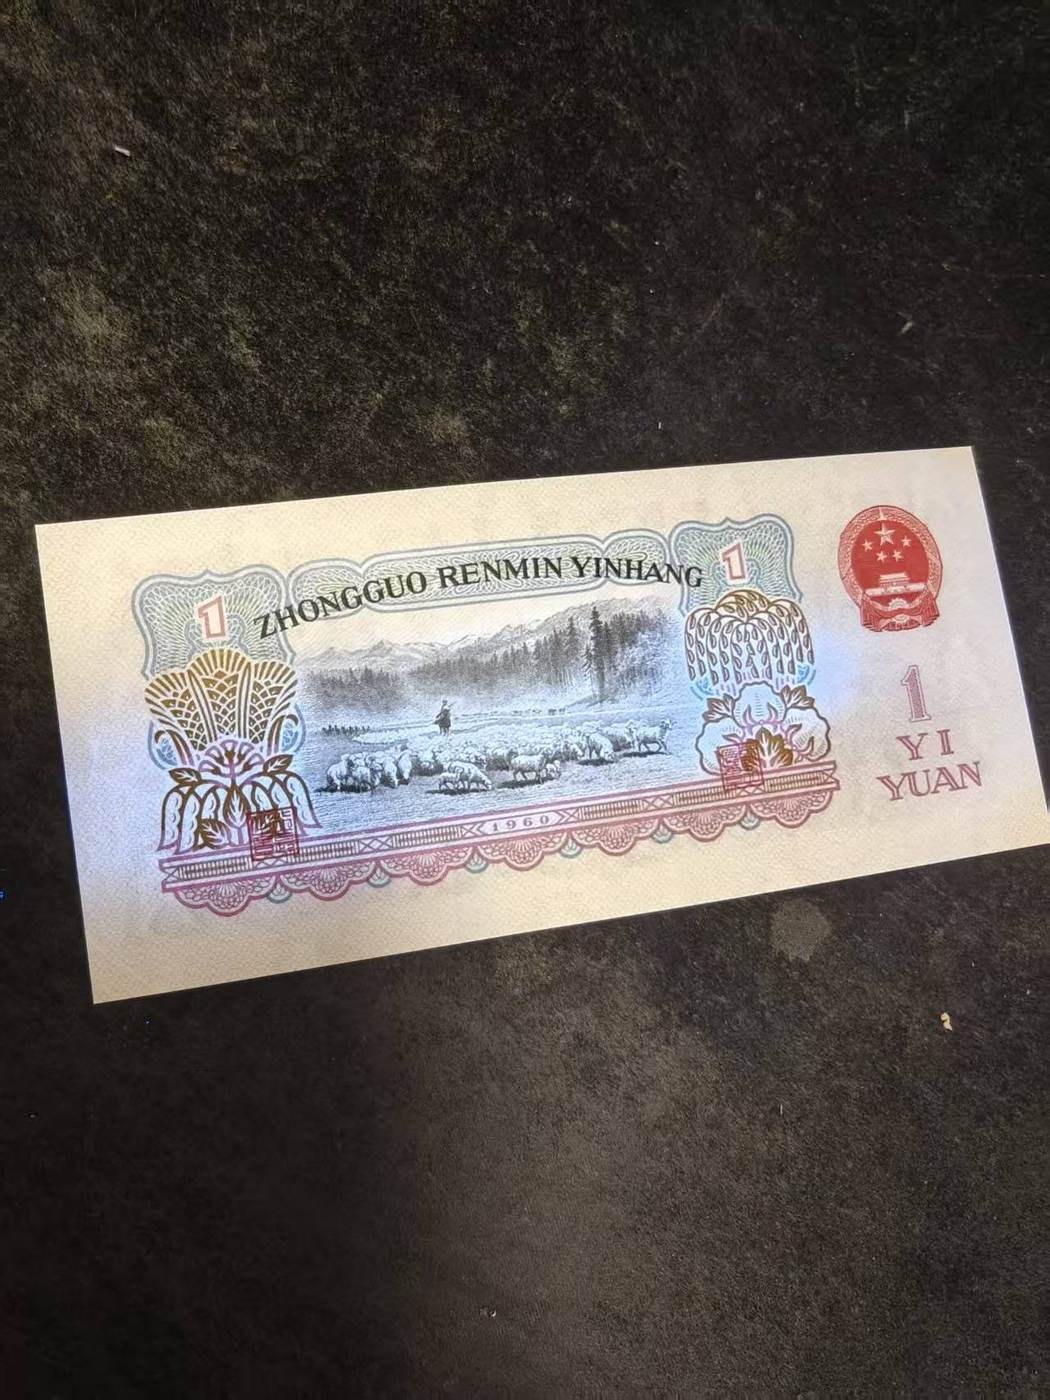 ZHONGGUO RENMIN YINHANG
1
1
1
YI
YUAN
1960